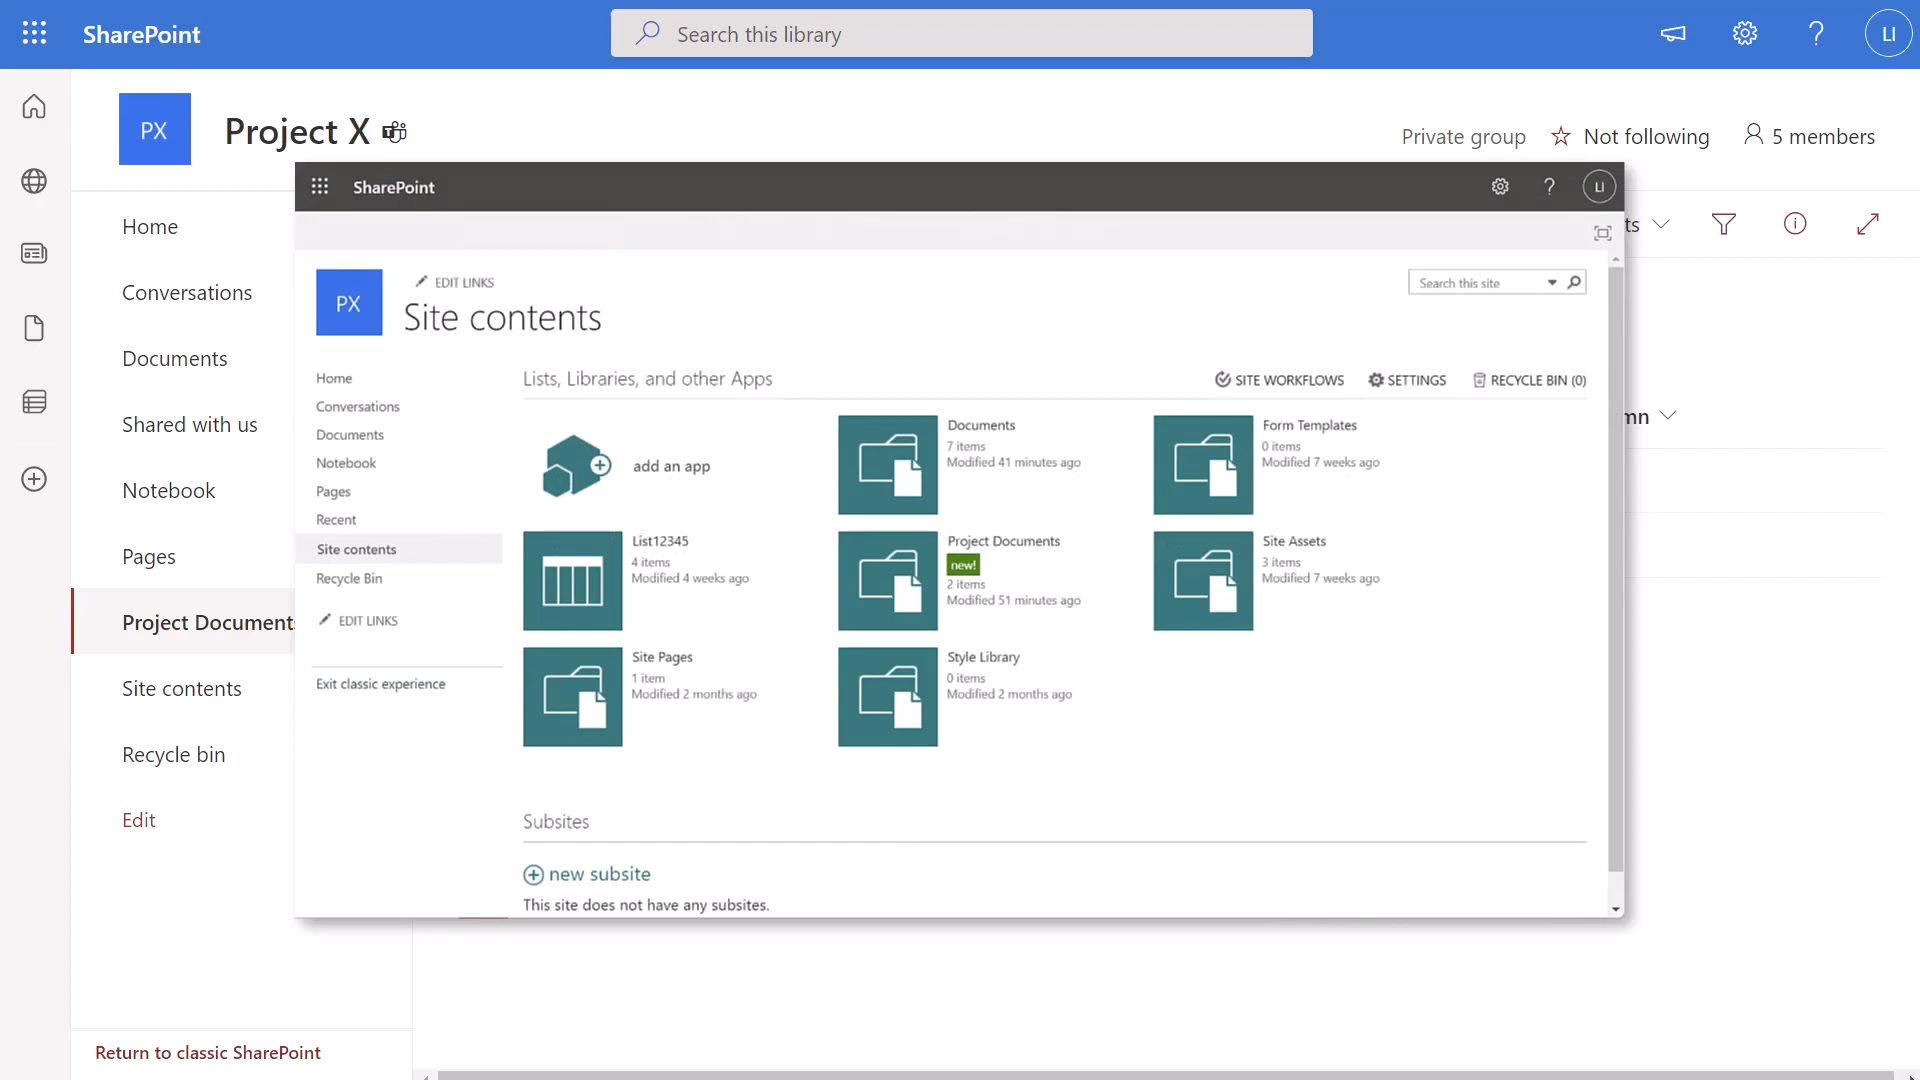 SharePoint
Search this library
LI
PX
Project X
Private group
Not following
5 members
Home
Conversations
Documents
Shared with us
Notebook
Pages
Project Document
Site contents
Recycle bin
Edit
Return to classic SharePoint
SharePoint
LI
PX
EDIT LINKS
Site contents
Search this site
Home
Conversations
Documents
Notebook
Pages
Recent
Site contents
Recycle Bin
EDIT LINKS
Exit classic experience
Lists, Libraries, and other Apps
SITE WORKFLOWS
SETTINGS
RECYCLE BIN (0)
add an app
Documents
7 items
Modified 41 minutes ago
Form Templates
0 items
Modified 7 weeks ago
List12345
4 items
Modified 4 weeks ago
Project Documents
new!
2 items
Modified 51 minutes ago
Site Assets
3 items
Modified 7 weeks ago
Site Pages
1 item
Modified 2 months ago
Style Library
0 items
Modified 2 months ago
Subsites
new subsite
This site does not have any subsites.